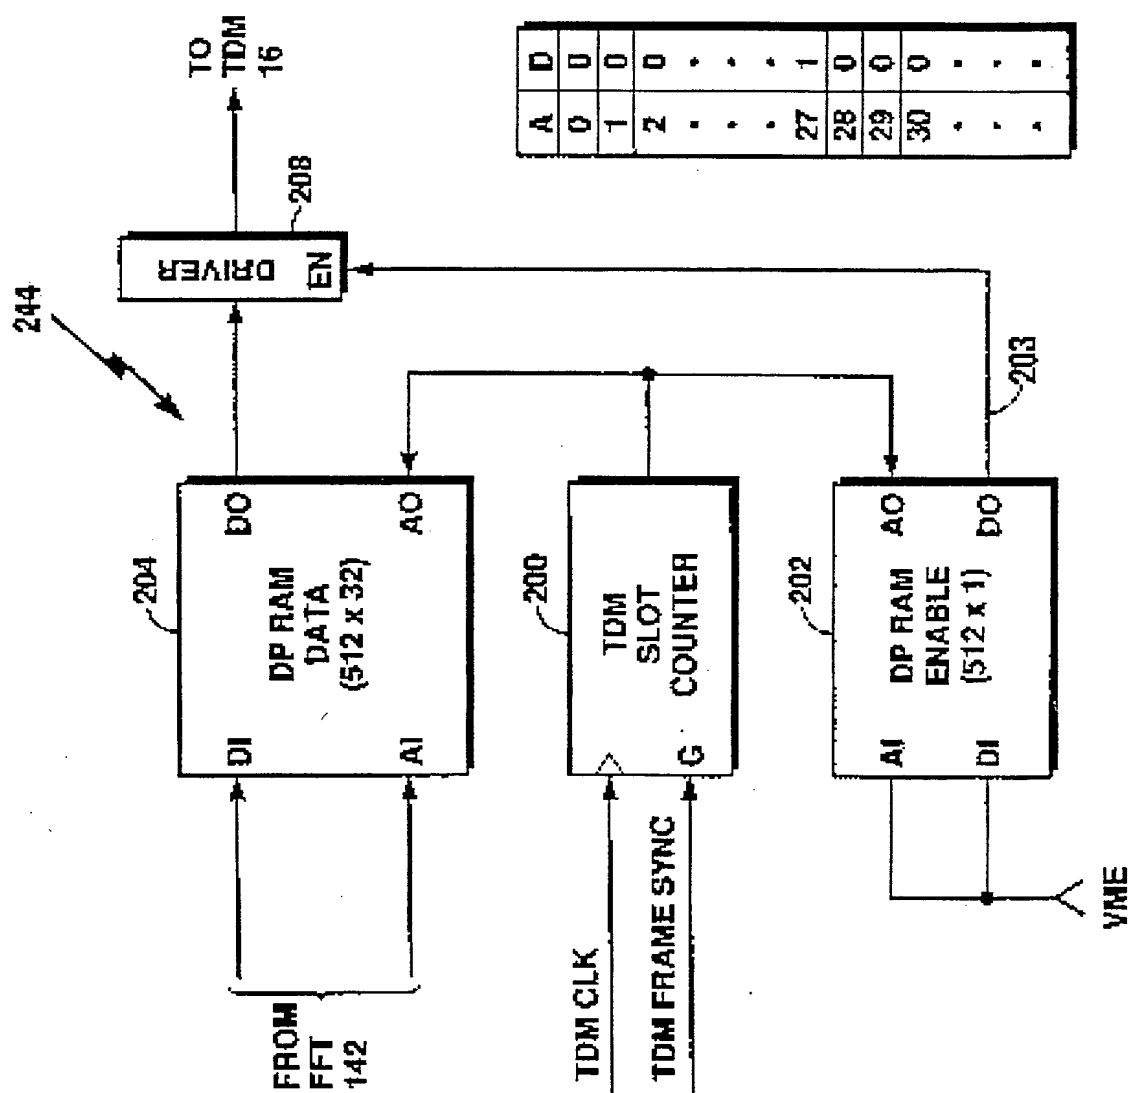 244
TO
TDM
16
208
DRIVER
EN
204
DO
DP RAM
DATA
(512 x 32)
DI
AI
AO
FROM
FFT
142
200
TDM
SLOT
COUNTER
G
TDM CLK
TDM FRAME SYNC
202
AO
DP RAM
ENABLE
(512 x 1)
DO
AI
DI
203
VME
A D
0 0
1 0
2 0
• •
• •
• •
27 1
28 0
29 0
30 0
• •
• •
• •